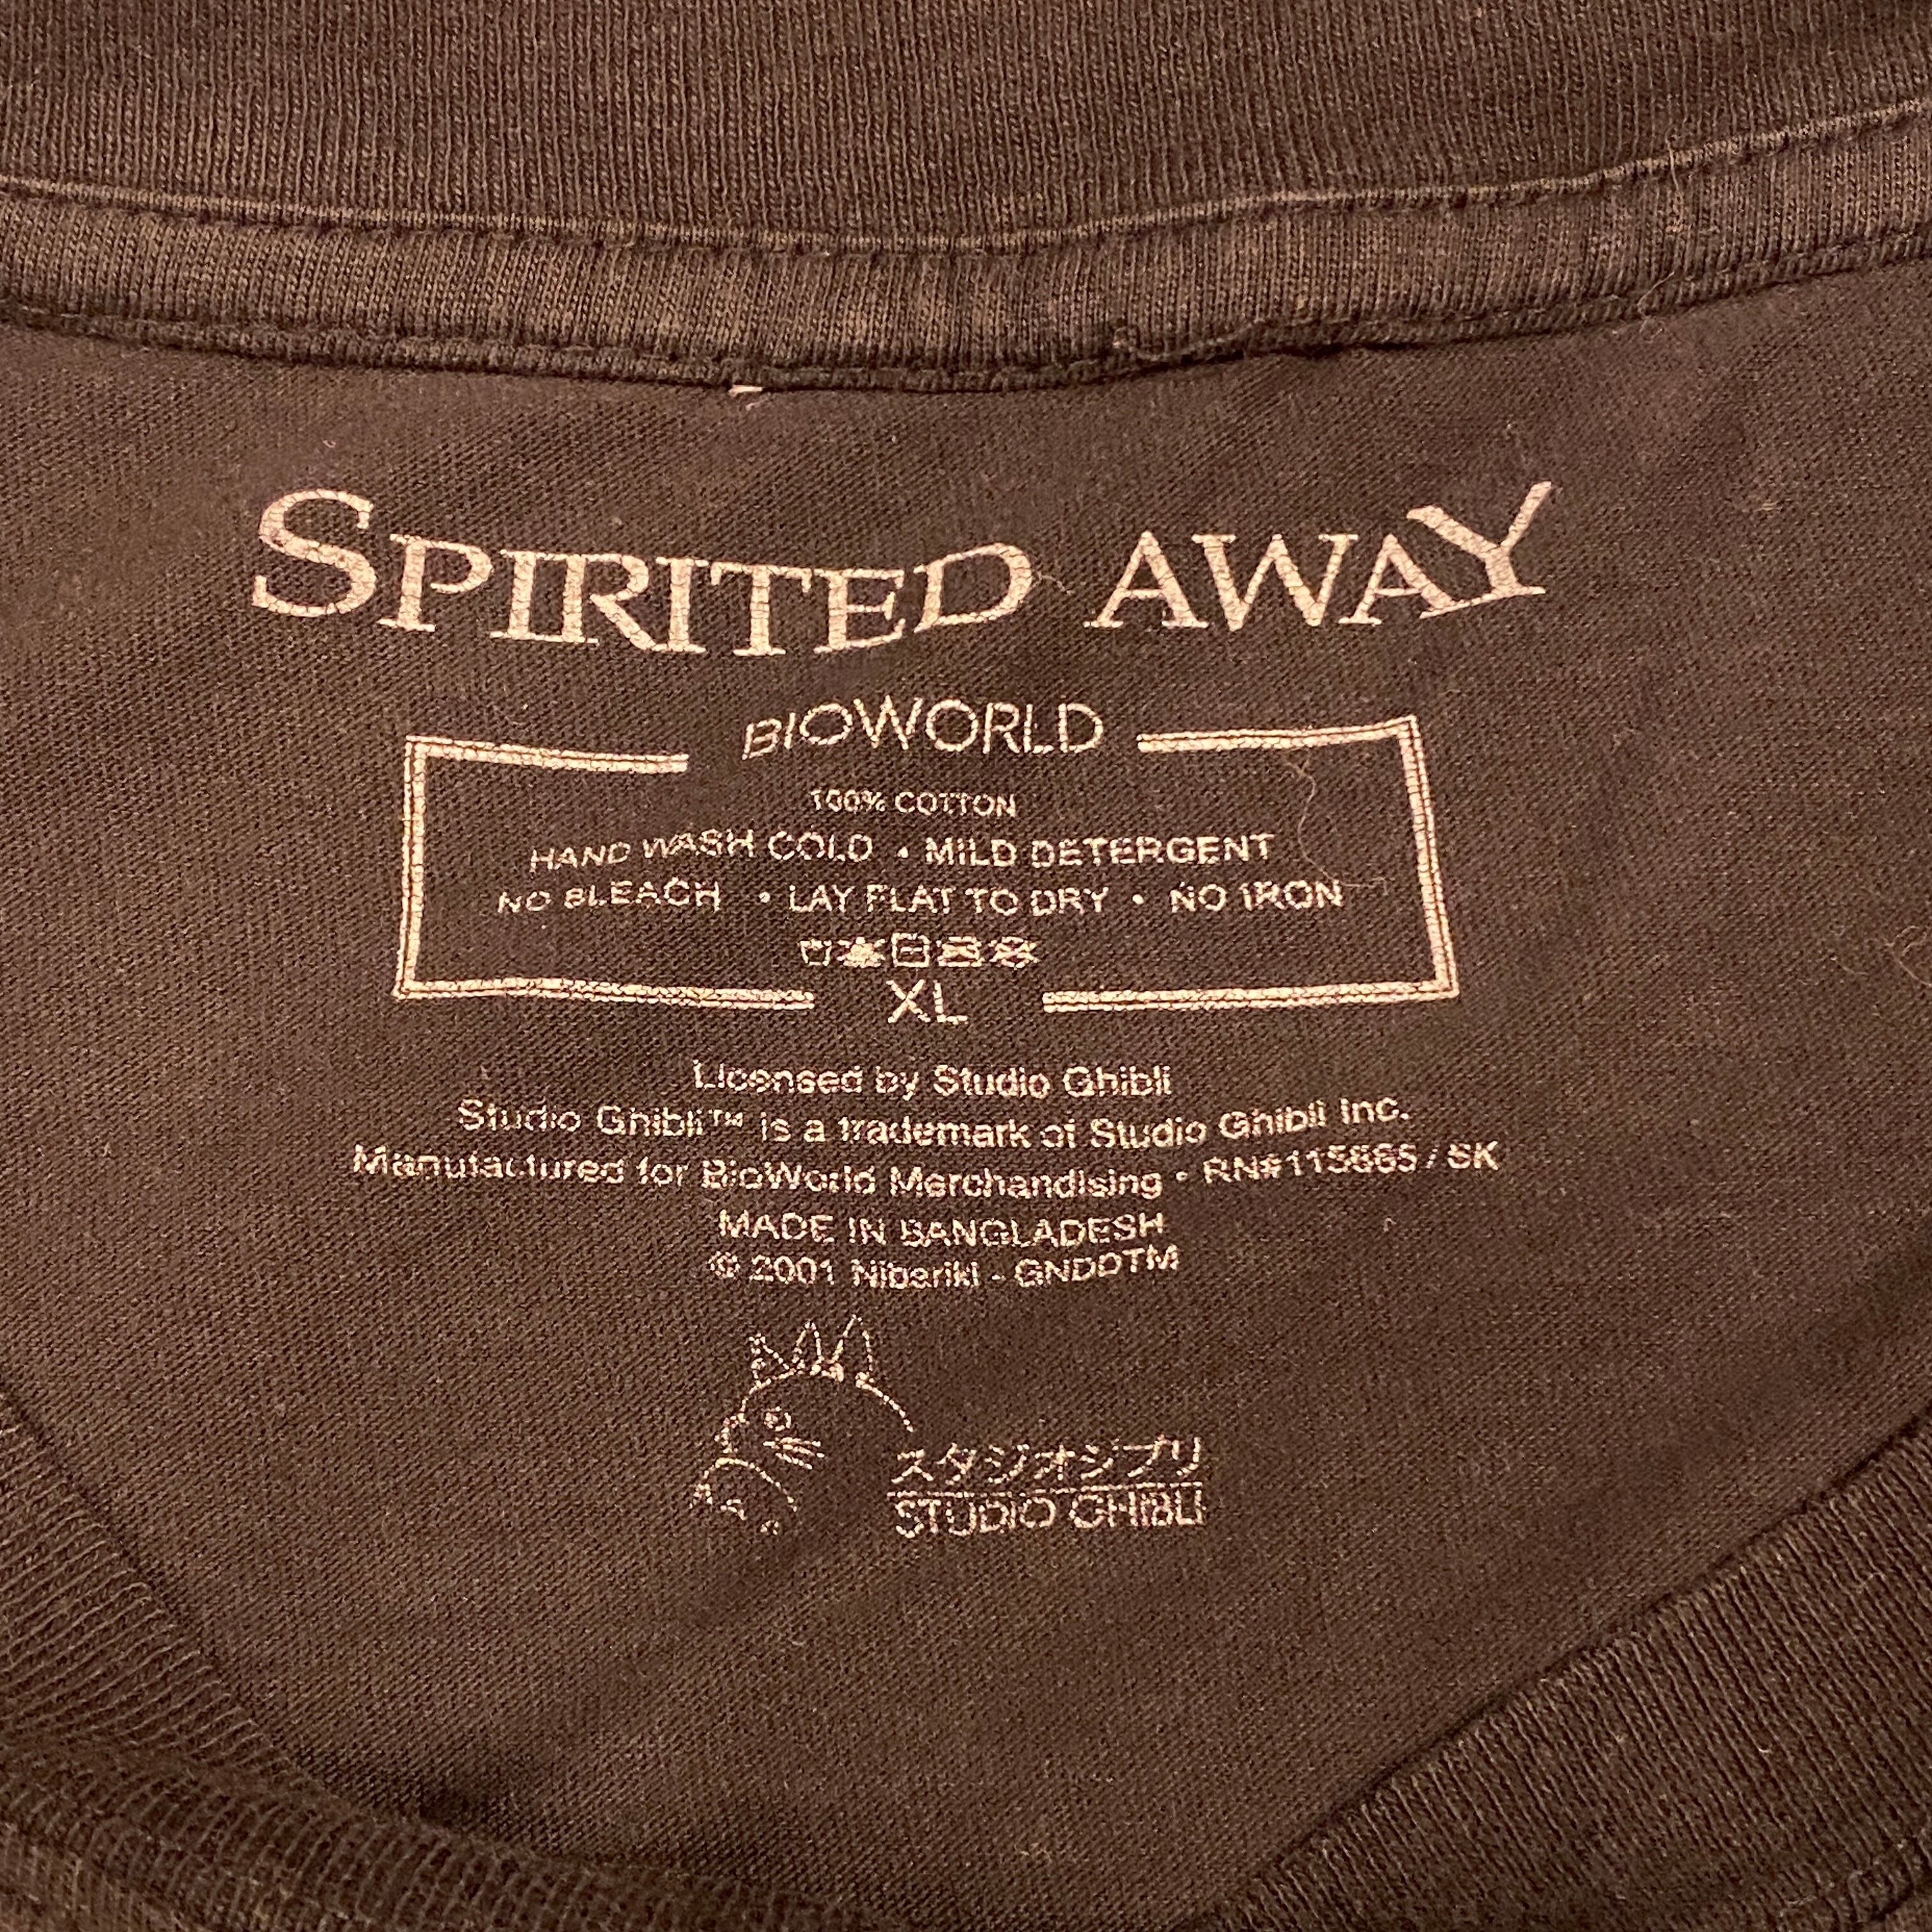 SPIRITED AWAY
BIOWORLD
100% COTTON
HAND WASH COLD • MILD DETERGENT
NO BLEACH • LAY FLAT TO DRY • NO IRON
XL
Licensed by Studio Ghibli
Studio Ghibli™ is a trademark of Studio Ghibli Inc.
Manufactured for BioWorld Merchandising • RN#115665 / SK
MADE IN BANGLADESH
© 2001 Nibariki - GNDDTM
スタジオジブリ
STUDIO GHIBLI